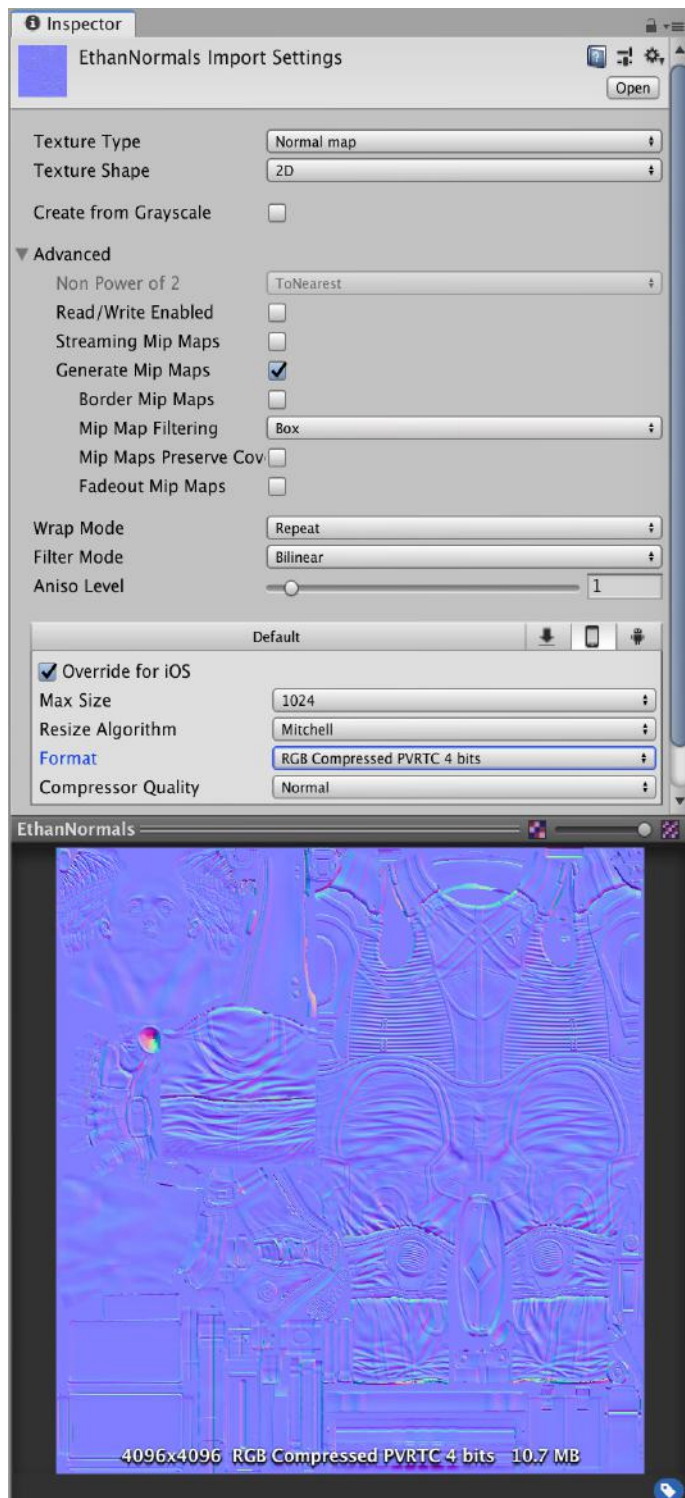 Inspector
EthanNormals Import Settings
Open
Texture Type Normal map
Texture Shape 2D
Create from Grayscale
Advanced
Non Power of 2 ToNearest
Read/Write Enabled
Streaming Mip Maps
Generate Mip Maps
Border Mip Maps
Mip Map Filtering Box
Mip Maps Preserve Cov
Fadeout Mip Maps
Wrap Mode Repeat
Filter Mode Bilinear
Aniso Level 1
Default
Override for iOS
Max Size 1024
Resize Algorithm Mitchell
Format RGB Compressed PVRTC 4 bits
Compressor Quality Normal
EthanNormals
4096x4096 RGB Compressed PVRTC 4 bits 10.7 MB